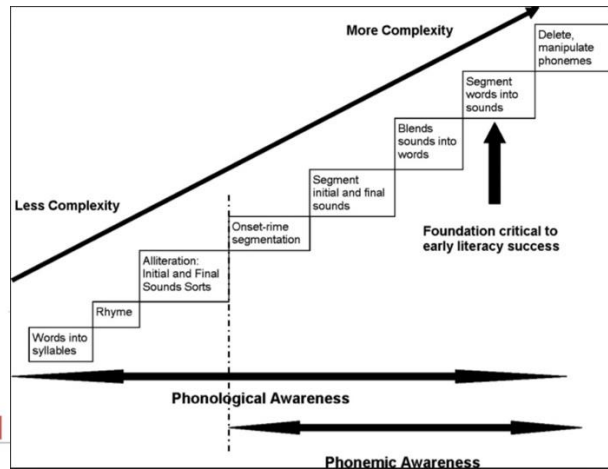 More Complexity
Delete,
manipulate
phonemes
Segment
words into
sounds
Blends
sounds into
words
Segment
initial and final
sounds
Less Complexity
Onset-rime
segmentation
Foundation critical to
early literacy success
Alliteration:
Initial and Final
Sounds Sorts
Rhyme
Words into
syllables
Phonological Awareness
Phonemic Awareness